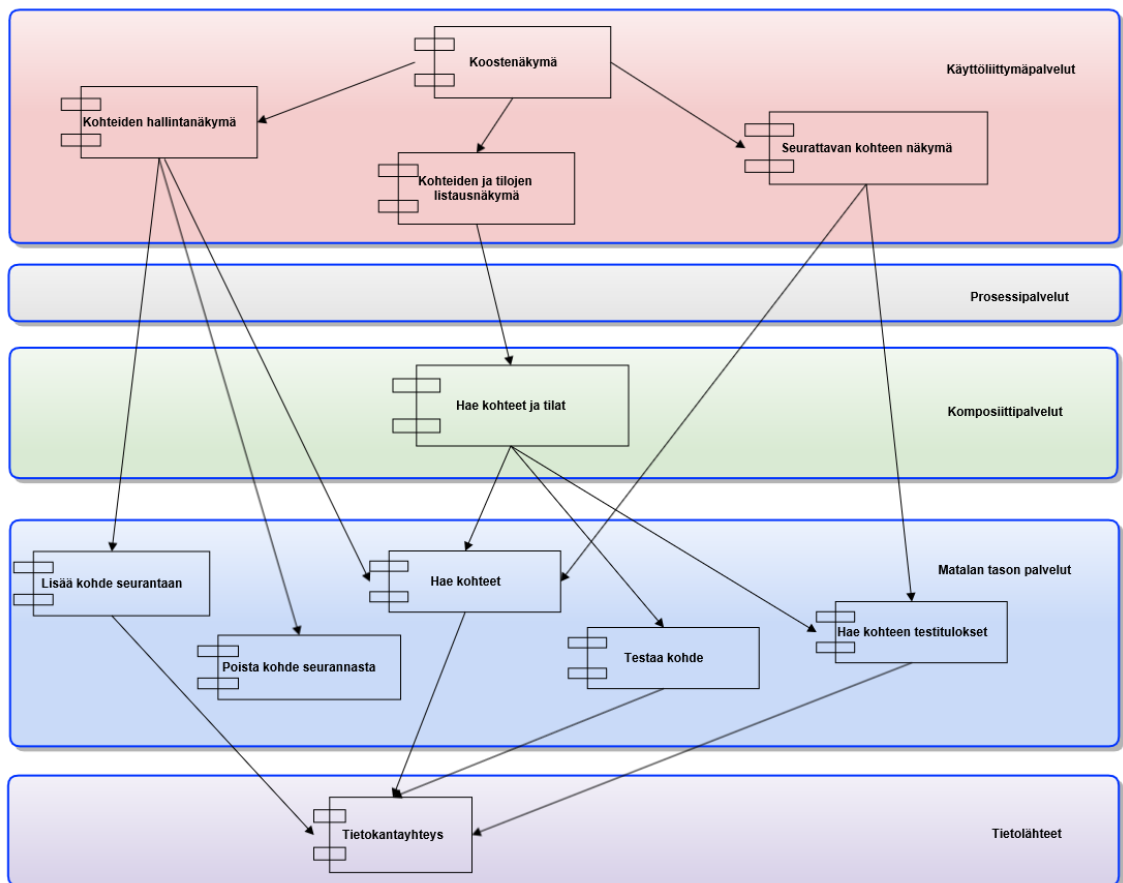 Koostenäkymä
Käyttöliittymäpalvelut
Kohteiden hallintanäkymä
Seurattavan kohteen näkymä
Kohteiden ja tilojen
listausnäkymä
Prosessipalvelut
Hae kohteet ja tilat
Komposiittipalvelut
Matalan tason palvelut
Lisää kohde seurantaan
Hae kohteet
Hae kohteen testitulokset
Poista kohde seurannasta
Testaa kohde
Tietokantayhteys
Tietolähteet